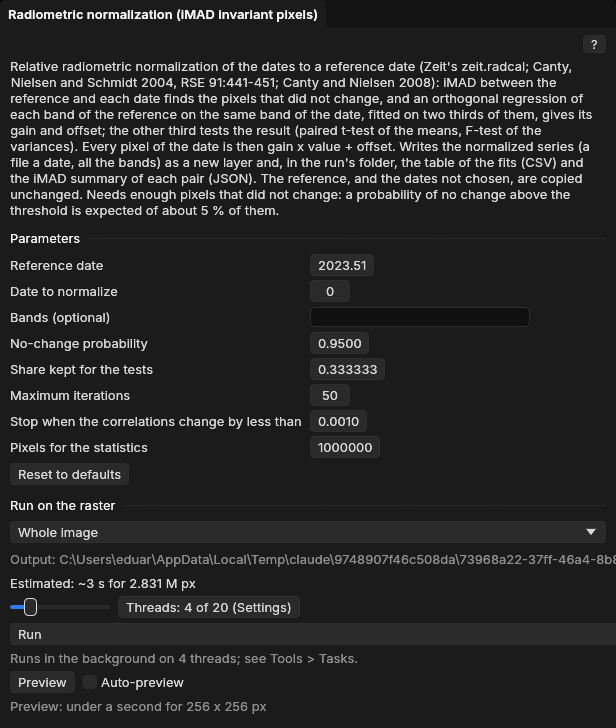 Radiometric normalization (iMAD invariant pixels)
?
Relative radiometric normalization of the dates to a reference date (Zeit's zeit.radcal; Canty,
Nielsen and Schmidt 2004, RSE 91:441-451; Canty and Nielsen 2008): iMAD between the
reference and each date finds the pixels that did not change, and an orthogonal regression of
each band of the reference on the same band of the date, fitted on two thirds of them, gives its
gain and offset; the other third tests the result (paired t-test of the means, F-test of the
variances). Every pixel of the date is then gain x value + offset. Writes the normalized series (a
file a date, all the bands) as a new layer and, in the run's folder, the table of the fits (CSV) and
the iMAD summary of each pair (JSON). The reference, and the dates not chosen, are copied
unchanged. Needs enough pixels that did not change: a probability of no change above the
threshold is expected of about 5 % of them.
Parameters
Reference date 2023.51
Date to normalize 0
Bands (optional)
No-change probability 0.9500
Share kept for the tests 0.333333
Maximum iterations 50
Stop when the correlations change by less than 0.0010
Pixels for the statistics 1000000
Reset to defaults
Run on the raster
Whole image
Output: C:\Users\eduar\AppData\Local\Temp\claude\9748907f46c508da\73968a22-37ff-46a4-8b8
Estimated: ~3 s for 2.831 M px
Threads: 4 of 20 (Settings)
Run
Runs in the background on 4 threads; see Tools > Tasks.
Preview Auto-preview
Preview: under a second for 256 x 256 px